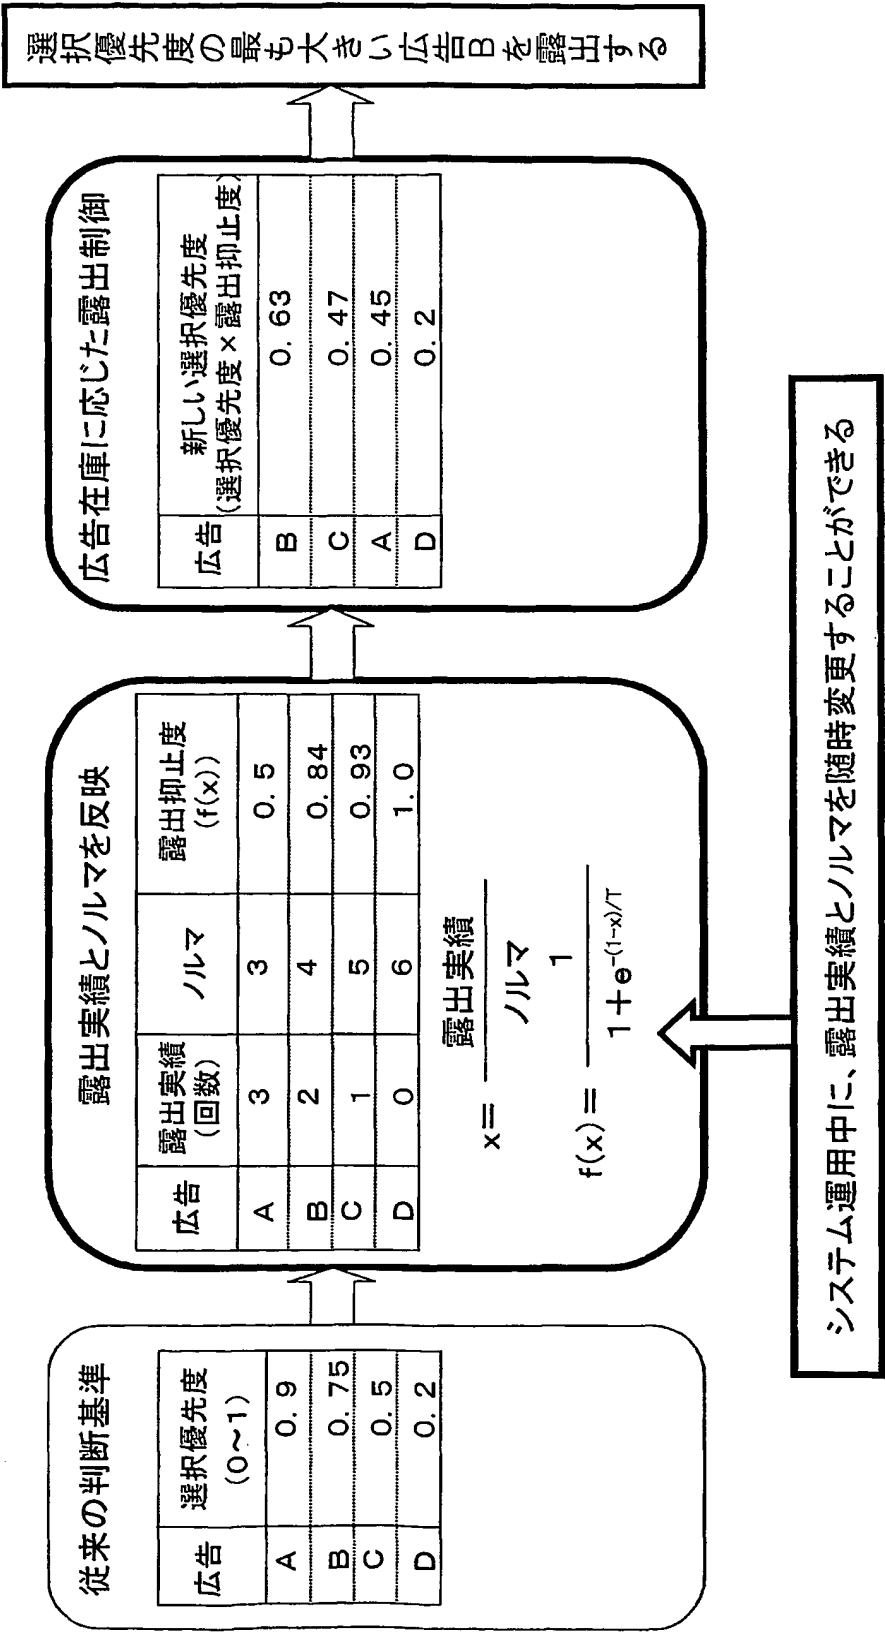 従来の判断基準
広告 選択優先度
(0～1)
A 0.9
B 0.75
C 0.5
D 0.2
露出実績とノルマを反映
広告 露出実績
(回数) ノルマ 露出抑止度
(f(x))
A 3 3 0.5
B 2 4 0.84
C 1 5 0.93
D 0 6 1.0
x= 露出実績
ノルマ
f(x)= 1
1+e-(1-x)/T
広告在庫に応じた露出制御
広告 新しい選択優先度
(選択優先度×露出抑止度)
B 0.63
C 0.47
A 0.45
D 0.2
選択優先度の最も大きい広告Bを露出する
システム運用中に、露出実績とノルマを随時変更することができる